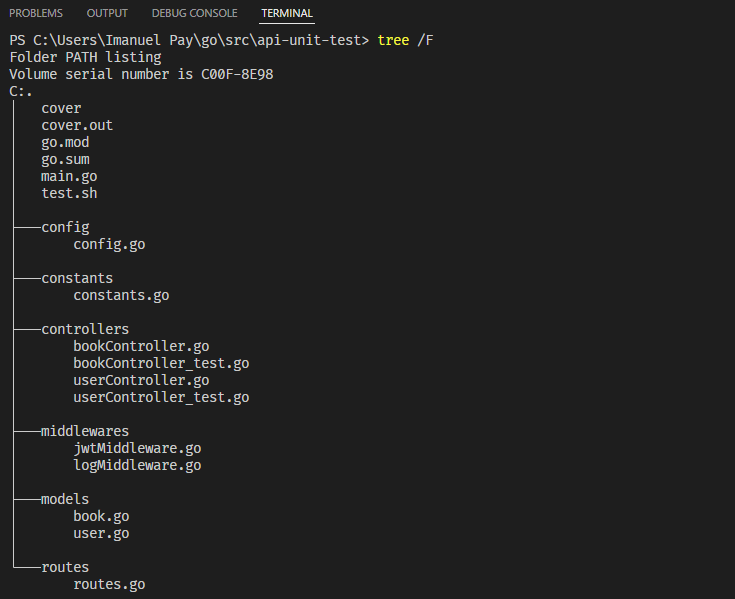 PROBLEMS OUTPUT DEBUG CONSOLE TERMINAL
PS C:\Users\Imanuel Pay\go\src\api-unit-test> tree /F
Folder PATH listing
Volume serial number is C00F-8E98
C:.
cover
cover.out
go.mod
go.sum
main.go
test.sh
config
config.go
constants
constants.go
controllers
bookController.go
bookController_test.go
userController.go
userController_test.go
middlewares
jwtMiddleware.go
logMiddleware.go
models
book.go
user.go
routes
routes.go